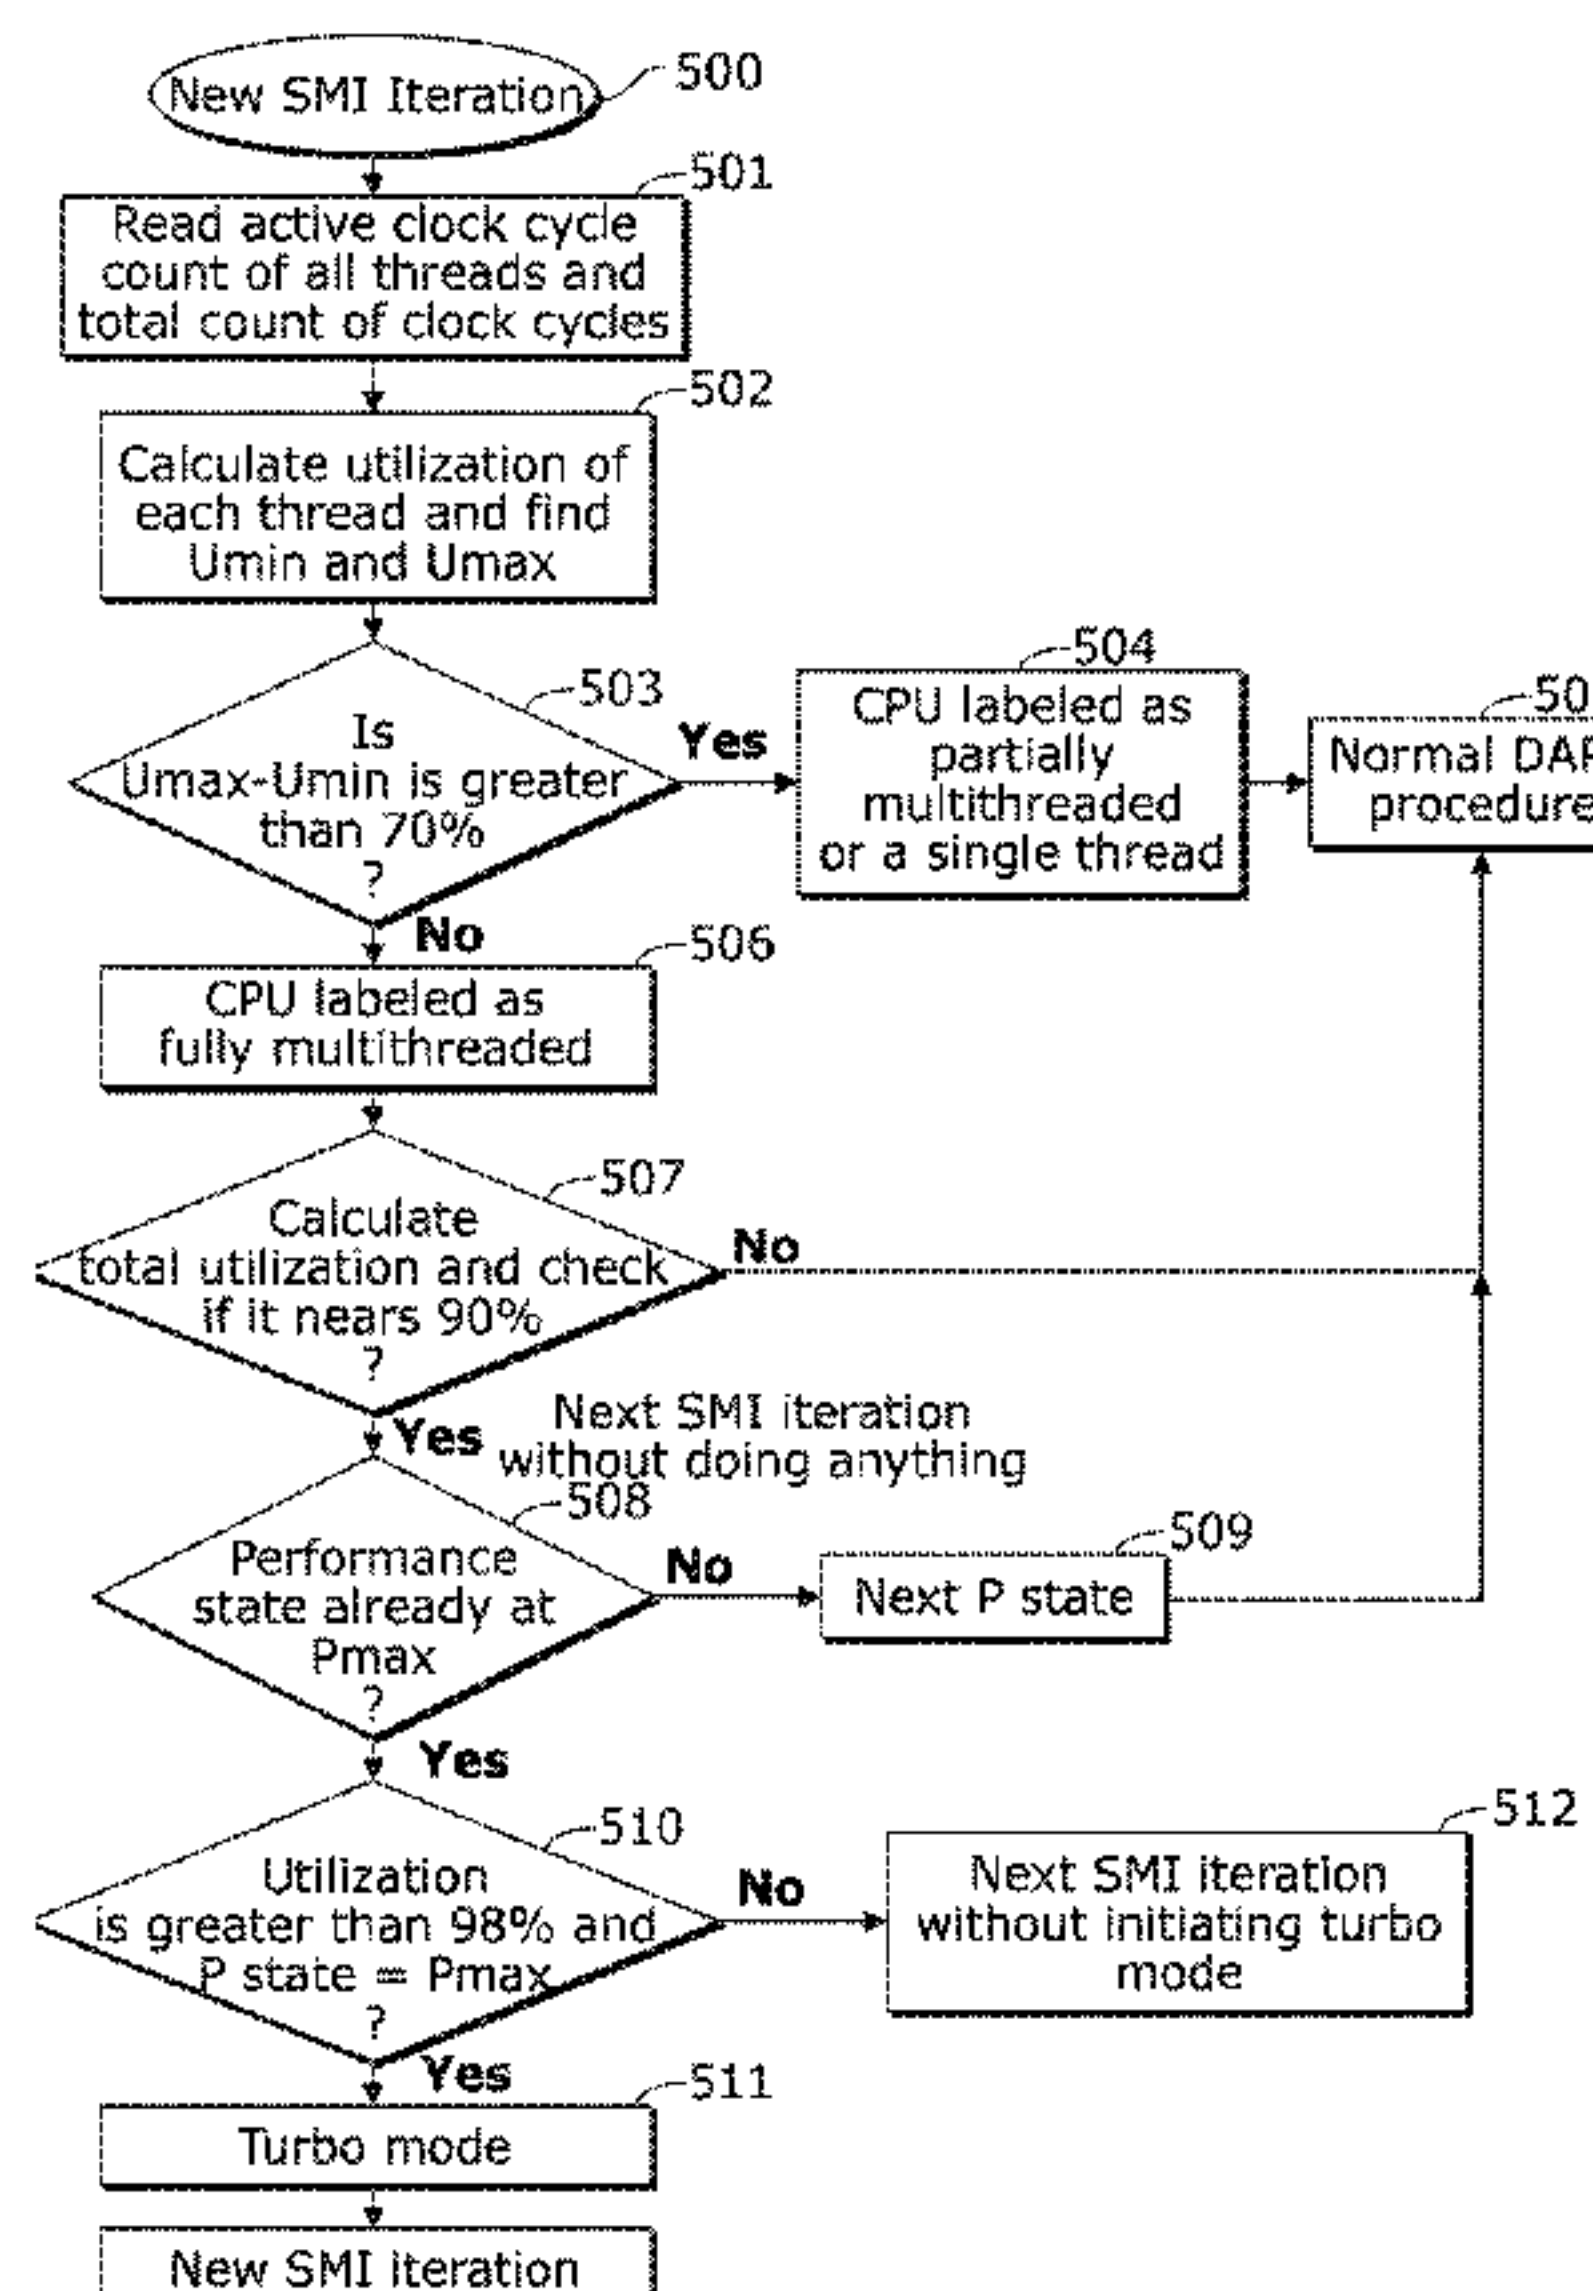 New SMI Iteration
500
501
Read active clock cycle
count of all threads and
total count of clock cycles
502
Calculate utilization of
each thread and find
Umin and Umax
503
Is
Umax-Umin is greater
than 70%
?
Yes
504
CPU labeled as
partially
multithreaded
or a single thread
Normal
procedure
No
506
CPU labeled as
fully multithreaded
507
Calculate
total utilization and check
if it nears 90%
?
No
Yes
Next SMI iteration
without doing anything
508
Performance
state already at
Pmax
?
No
509
Next P state
Yes
510
Utilization
is greater than 98% and
P state = Pmax
?
No
512
Next SMI iteration
without initiating turbo
mode
Yes
511
Turbo mode
New SMI iteration